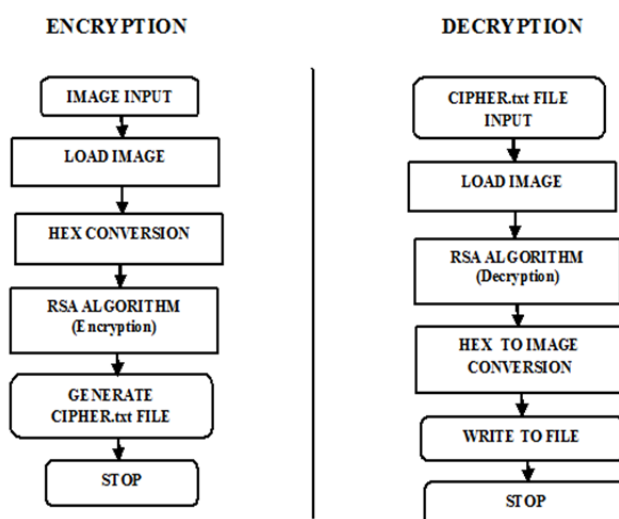 ENCRYPTION
IMAGE INPUT
LOAD IMAGE
HEX CONVERSION
RSA ALGORITHM
(Encryption)
GENERATE
CIPHER.txt FILE
STOP
DECRYPTION
CIPHER.txt FILE
INPUT
LOAD IMAGE
RSA ALGORITHM
(Decryption)
HEX TO IMAGE
CONVERSION
WRITE TO FILE
STOP